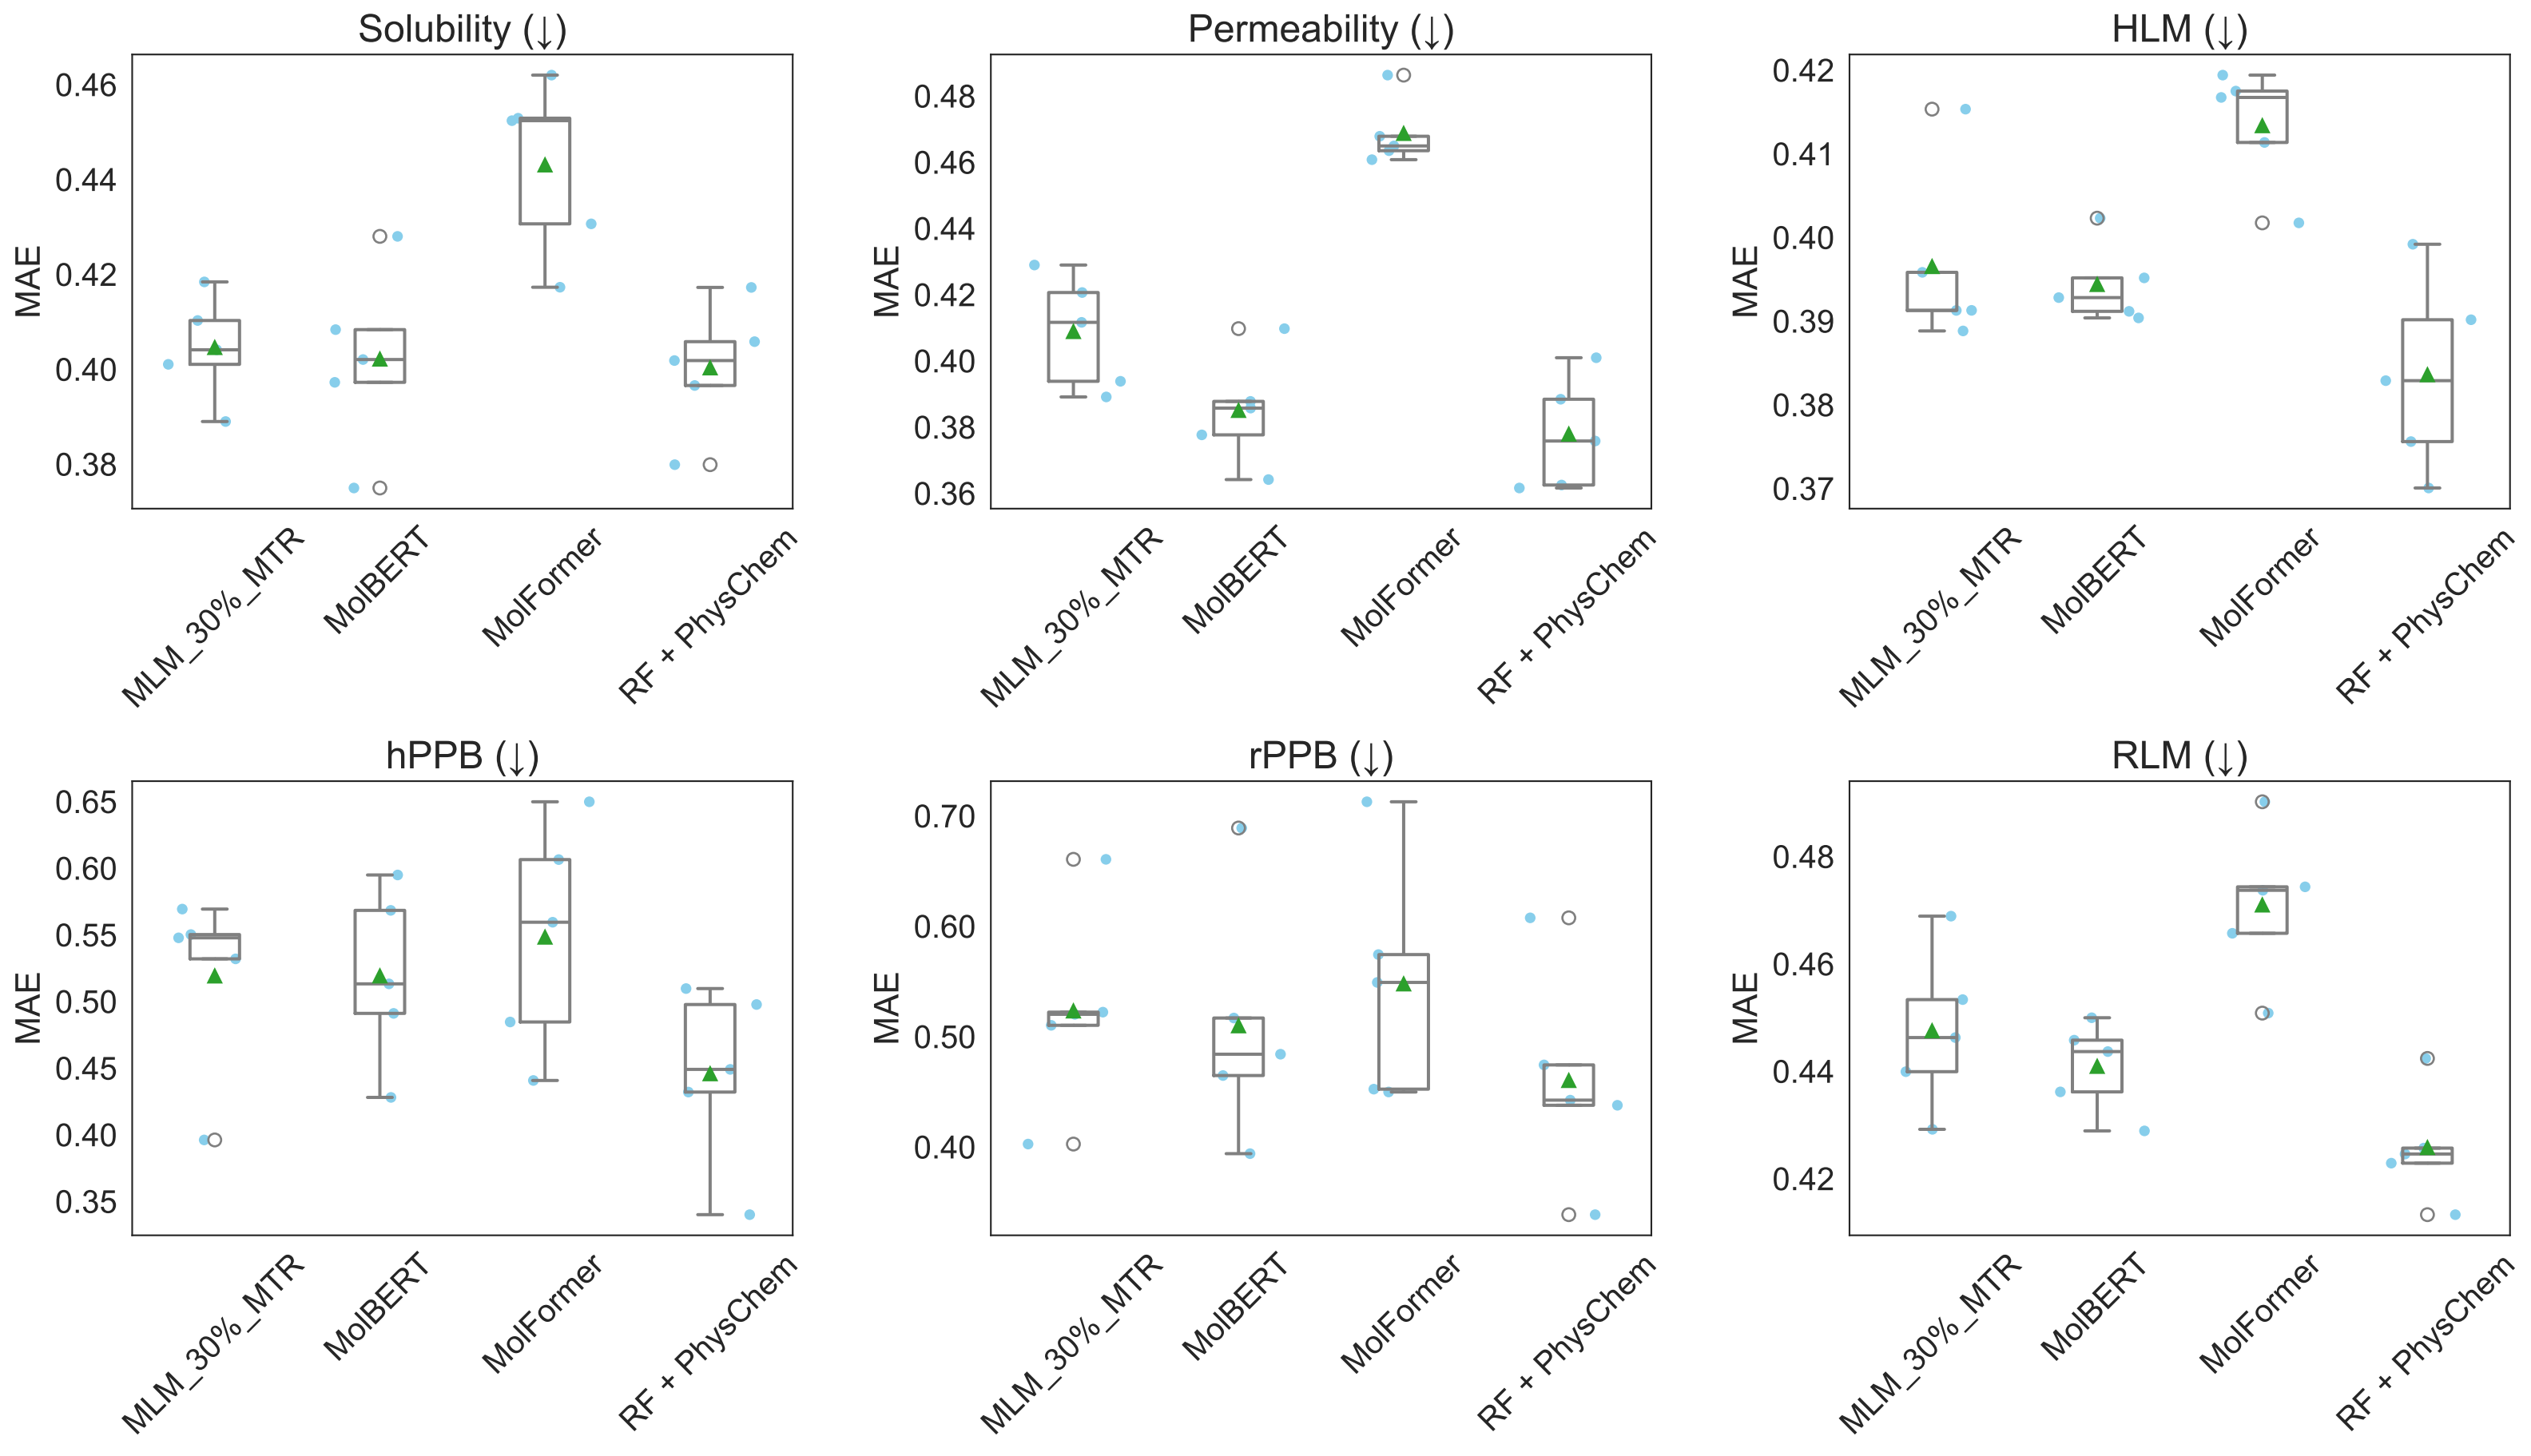 Solubility (↓)
MAE
0.46
0.44
0.42
0.40
0.38
MLM_30%_MTR
MolBERT
MolFormer
RF + PhysChem
Permeability (↓)
MAE
0.48
0.46
0.44
0.42
0.40
0.38
0.36
MLM_30%_MTR
MolBERT
MolFormer
RF + PhysChem
HLM (↓)
MAE
0.42
0.41
0.40
0.39
0.38
0.37
MLM_30%_MTR
MolBERT
MolFormer
RF + PhysChem
hPPB (↓)
MAE
0.65
0.60
0.55
0.50
0.45
0.40
0.35
MLM_30%_MTR
MolBERT
MolFormer
RF + PhysChem
rPPB (↓)
MAE
0.70
0.60
0.50
0.40
MLM_30%_MTR
MolBERT
MolFormer
RF + PhysChem
RLM (↓)
MAE
0.48
0.46
0.44
0.42
MLM_30%_MTR
MolBERT
MolFormer
RF + PhysChem